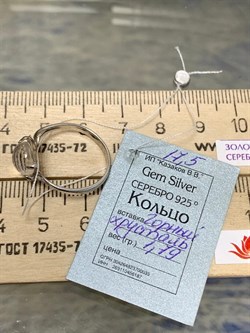 ГОСТ 17435-72
17,5
ИП "Казаков В.В."
Gem Silver
СЕРЕБРО 925°
Кольцо
вставка горный
хрусталь
вес(гр.) 1,79
цена
ГОСТ 17435-72
ЗОЛО
СЕРЕБ